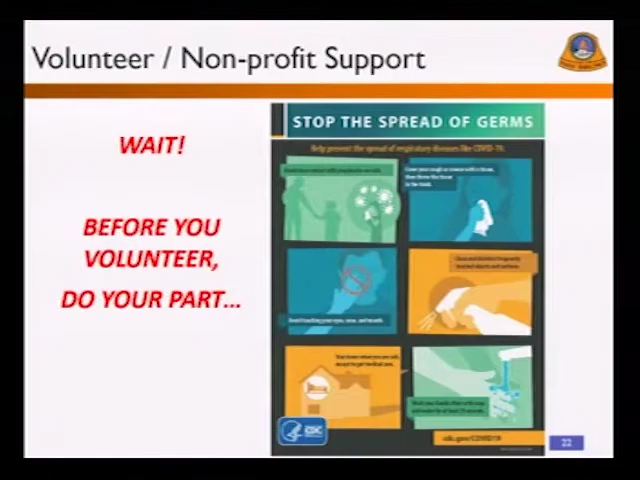 Volunteer / Non-profit Support
WAIT!
BEFORE YOU
VOLUNTEER,
DO YOUR PART...
STOP THE SPREAD OF GERMS
Help prevent the spread of respiratory diseases like COVID-19.
Avoid close contact with people who are sick.
Cover your cough or sneeze with a tissue,
then throw the tissue
in the trash.
Avoid touching your eyes, nose, and mouth.
Clean and disinfect frequently
touched objects and surfaces.
Stay home when you are sick,
except to get medical care.
Wash your hands often with soap
and water for at least 20 seconds.
CDC
cdc.gov/COVID19
22